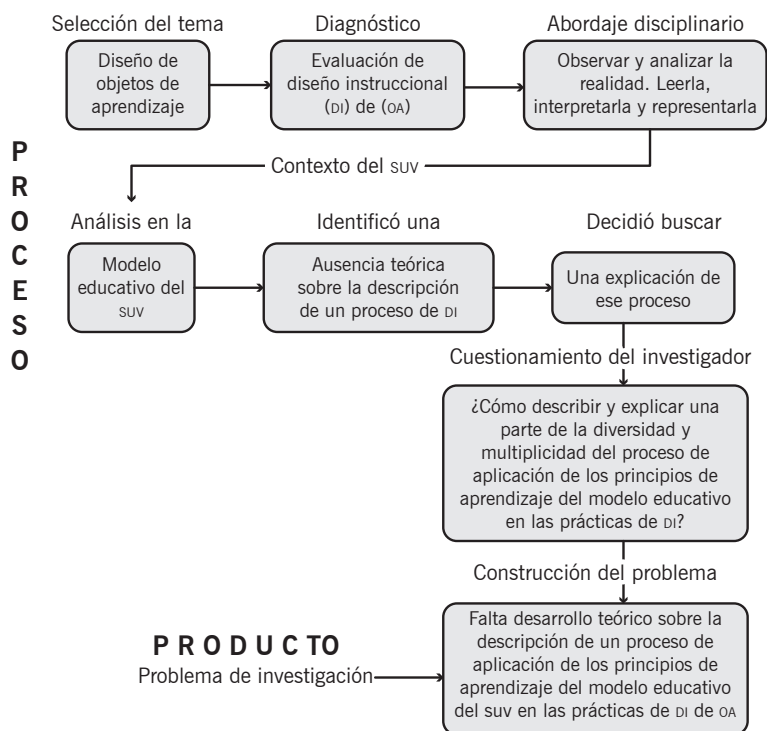 Selección del tema
Diseño de
objetos de
aprendizaje
Diagnóstico
Evaluación de
diseño instruccional
(DI) de (OA)
Abordaje disciplinario
Observar y analizar la
realidad. Leerla,
interpretarla y representarla
PROCESO
Contexto del SUV
Análisis en la
Modelo
educativo del
SUV
Identificó una
Ausencia teórica
sobre la descripción
de un proceso de DI
Decidió buscar
Una explicación de
ese proceso
Cuestionamiento del investigador
¿Cómo describir y explicar una
parte de la diversidad y
multiplicidad del proceso de
aplicación de los principios de
aprendizaje del modelo educativo
en las prácticas de DI?
Construcción del problema
PRODUCTO
Problema de investigación
Falta desarrollo teórico sobre la
descripción de un proceso de
aplicación de los principios de
aprendizaje del modelo educativo
del suv en las prácticas de DI de OA